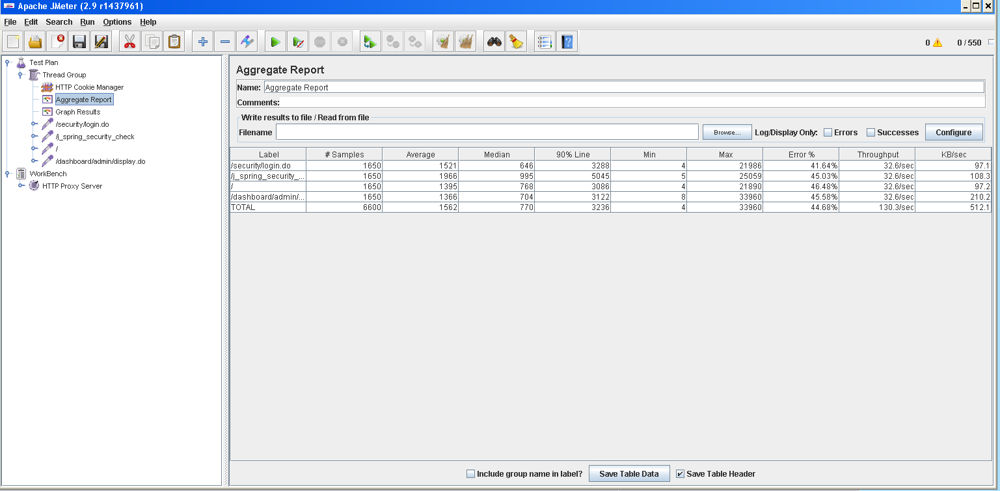 Apache JMeter (2.9 r1437961)
File Edit Search Run Options Help
0 0 / 550
Test Plan
Thread Group
HTTP Cookie Manager
Aggregate Report
Graph Results
/security/login.do
/j_spring_security_check
/
/dashboard/admin/display.do
WorkBench
HTTP Proxy Server
Aggregate Report
Name: Aggregate Report
Comments:
Write results to file / Read from file
Filename Browse... Log/Display Only: Errors Successes Configure
Label # Samples Average Median 90% Line Min Max Error % Throughput KB/sec
/security/login.do 1650 1521 646 3288 4 21986 41.64% 32.6/sec 97.1
/j_spring_security_... 1650 1966 995 5045 5 25059 45.03% 32.6/sec 108.3
/ 1650 1395 768 3086 4 21890 46.48% 32.6/sec 97.2
/dashboard/admin/... 1650 1366 704 3122 8 33960 45.58% 32.6/sec 210.2
TOTAL 6600 1562 770 3236 4 33960 44.68% 130.3/sec 512.1
Include group name in label? Save Table Data Save Table Header